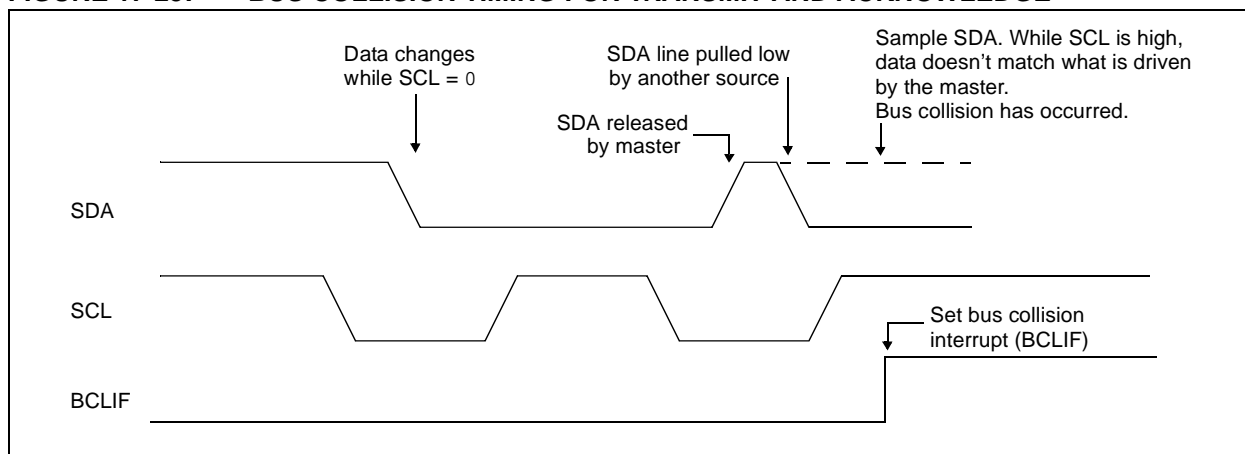 Data changes
while SCL = 0
SDA line pulled low
by another source
Sample SDA. While SCL is high,
data doesn't match what is driven
by the master.
Bus collision has occurred.
SDA released
by master
SDA
SCL
Set bus collision
interrupt (BCLIF)
BCLIF